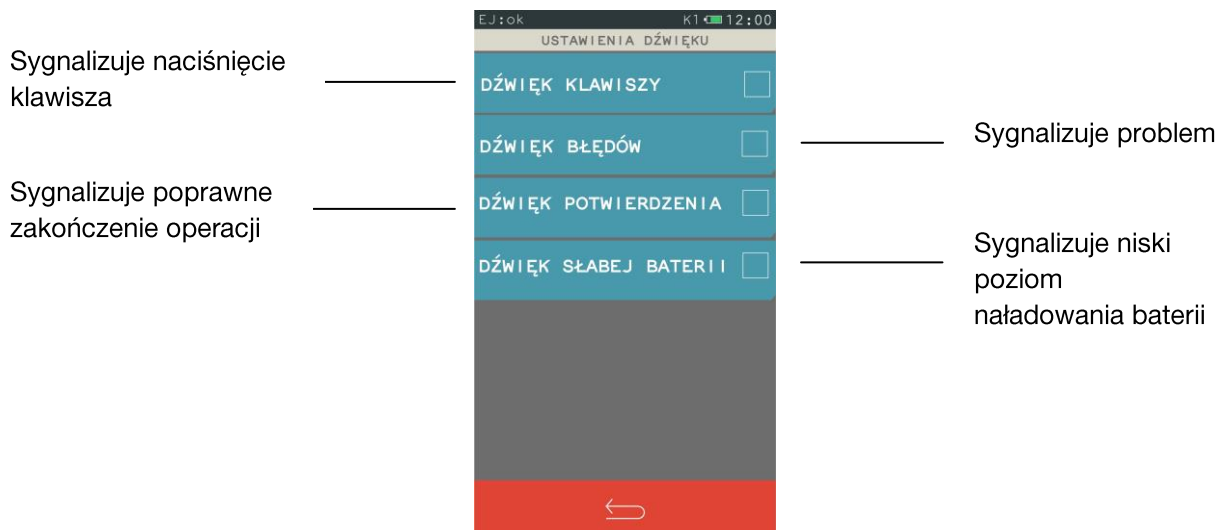 EJ:ok K1 12:00
USTAWIENIA DŹWIĘKU
Sygnalizuje naciśnięcie
klawisza
DŹWIĘK KLAWISZY
DŹWIĘK BŁĘDÓW
Sygnalizuje problem
Sygnalizuje poprawne
zakończenie operacji
DŹWIĘK POTWIERDZENIA
DŹWIĘK SŁABEJ BATERII
Sygnalizuje niski
poziom
naładowania baterii